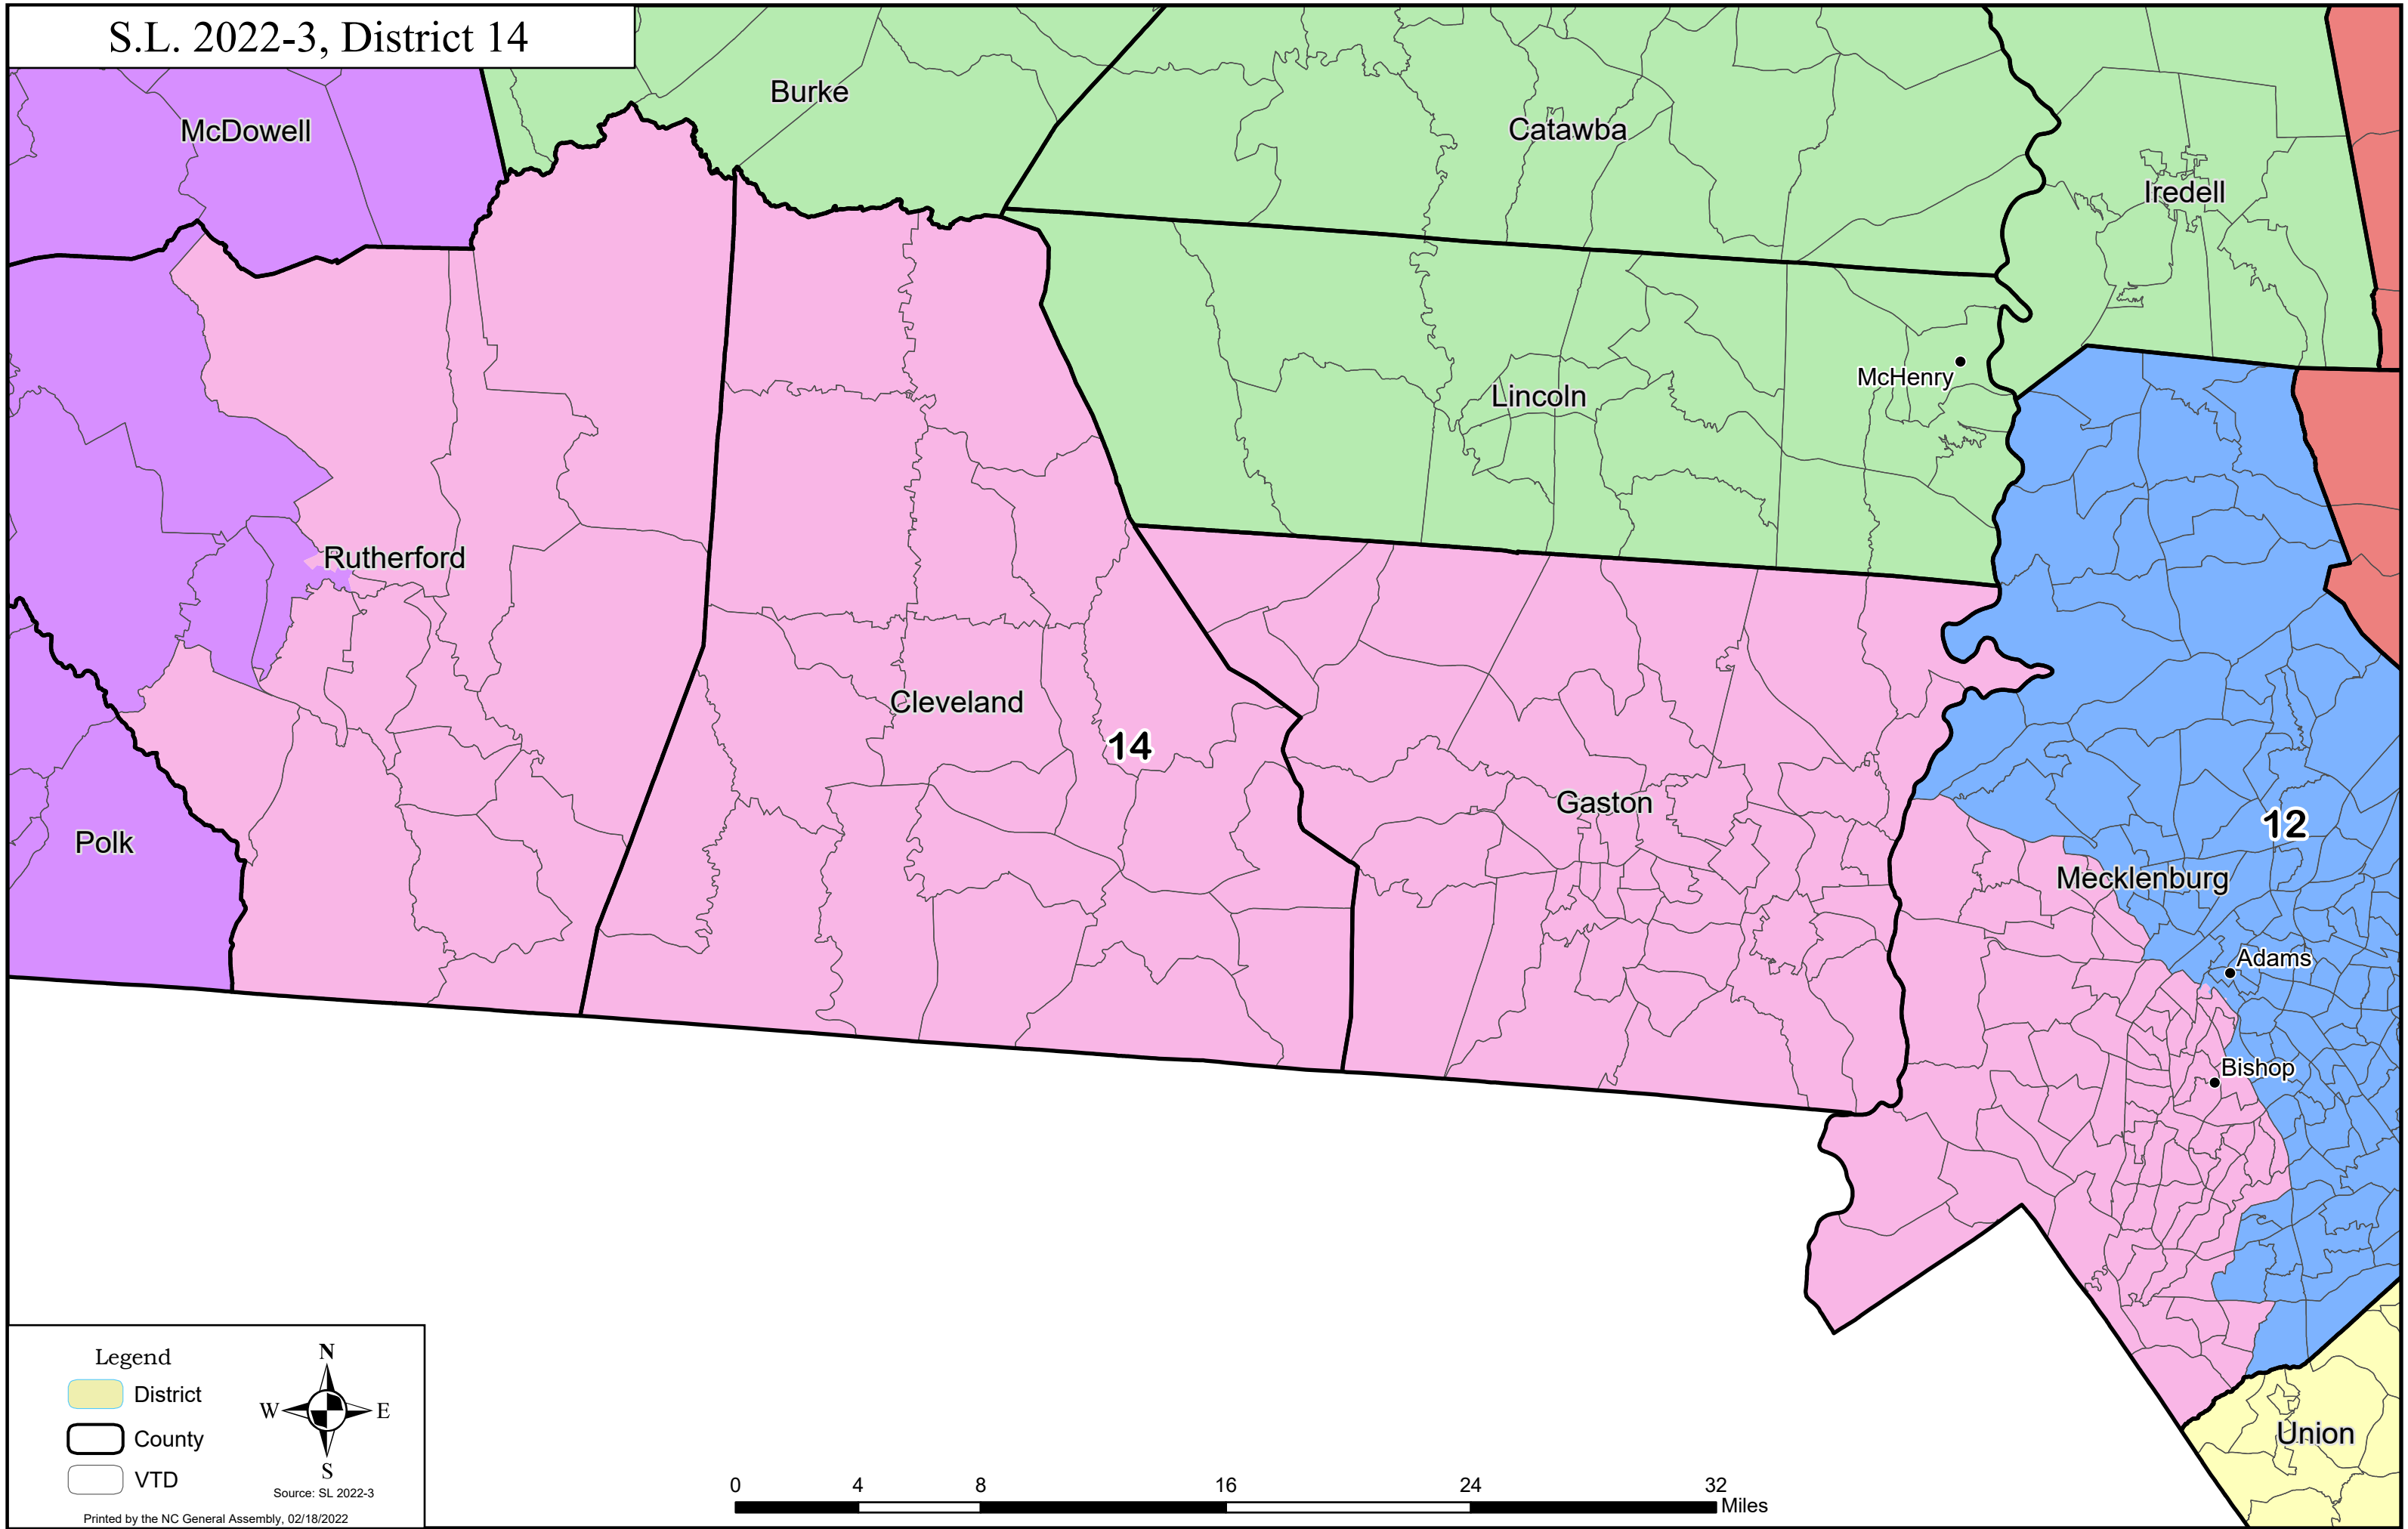 S.L. 2022-3, District 14
Burke
McDowell
Catawba
Iredell
McHenry
Lincoln
Rutherford
Cleveland
14
Gaston
12
Polk
Mecklenburg
Adams
Bishop
Union
Legend
District
County
VTD
N
W E
S
Source: SL 2022-3
Printed by the NC General Assembly, 02/18/2022
0 4 8 16 24 32
Miles